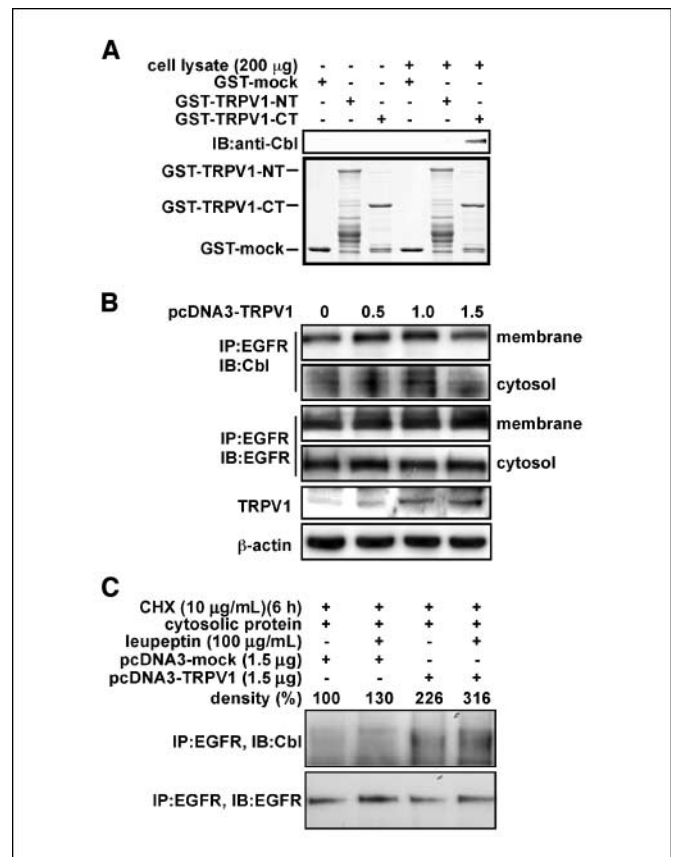 A
cell lysate (200 μg) - - - + + +
GST-mock + - - + - -
GST-TRPV1-NT - + - - + -
GST-TRPV1-CT - - + - - +
IB:anti-Cbl
GST-TRPV1-NT
GST-TRPV1-CT
GST-mock
B
pcDNA3-TRPV1 0 0.5 1.0 1.5
IP:EGFR
IB:Cbl
membrane
cytosol
IP:EGFR
IB:EGFR
membrane
cytosol
TRPV1
β-actin
C
CHX (10 μg/mL)(6 h) + + + +
cytosolic protein + + + +
leupeptin (100 μg/mL) - + - +
pcDNA3-mock (1.5 μg) + + - -
pcDNA3-TRPV1 (1.5 μg) - - + +
density (%) 100 130 226 316
IP:EGFR, IB:Cbl
IP:EGFR, IB:EGFR